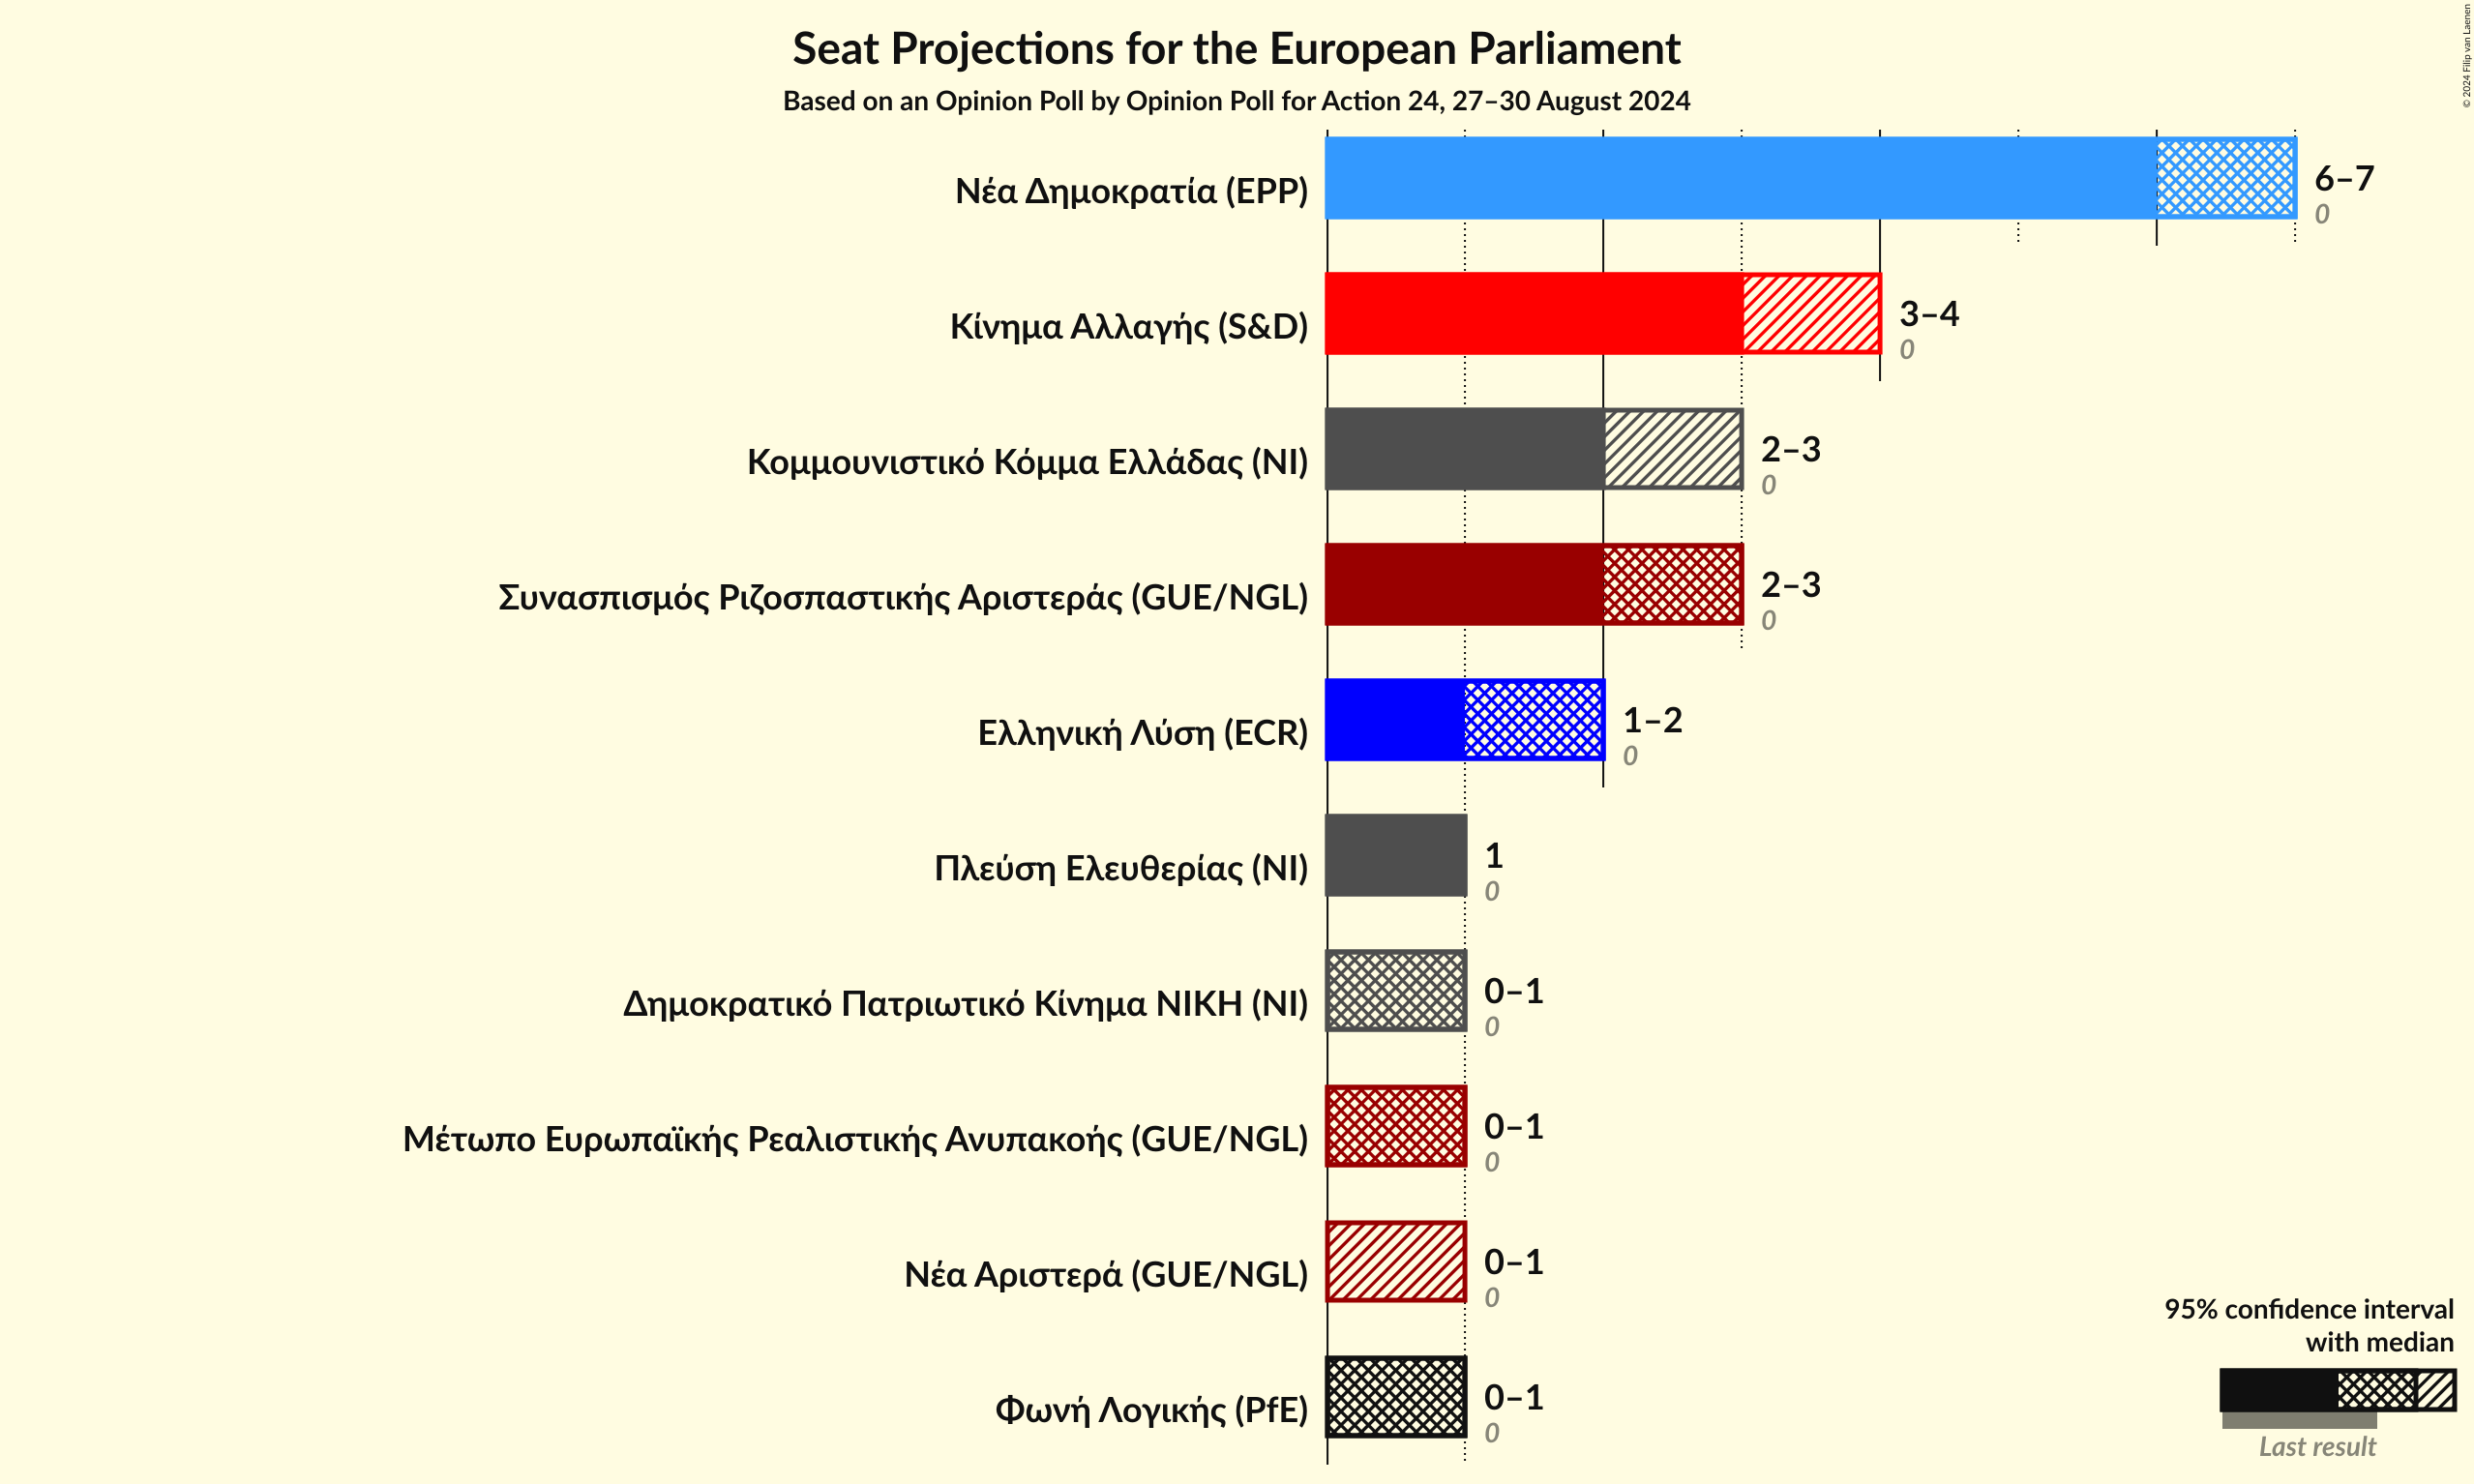 Seat Projections for the European Parliament
Based on an Opinion Poll by Opinion Poll for Action 24, 27–30 August 2024
© 2024 Filip van Laenen
Νέα Δημοκρατία (EPP)
6–7
0
Κίνημα Αλλαγής (S&D)
3–4
0
Κομμουνιστικό Κόμμα Ελλάδας (NI)
2–3
0
Συνασπισμός Ριζοσπαστικής Αριστεράς (GUE/NGL)
2–3
0
Ελληνική Λύση (ECR)
1–2
0
Πλεύση Ελευθερίας (NI)
1
0
Δημοκρατικό Πατριωτικό Κίνημα ΝΙΚΗ (NI)
0–1
0
Μέτωπο Ευρωπαϊκής Ρεαλιστικής Ανυπακοής (GUE/NGL)
0–1
0
Νέα Αριστερά (GUE/NGL)
0–1
0
Φωνή Λογικής (PfE)
0–1
0
95% confidence interval
with median
Last result